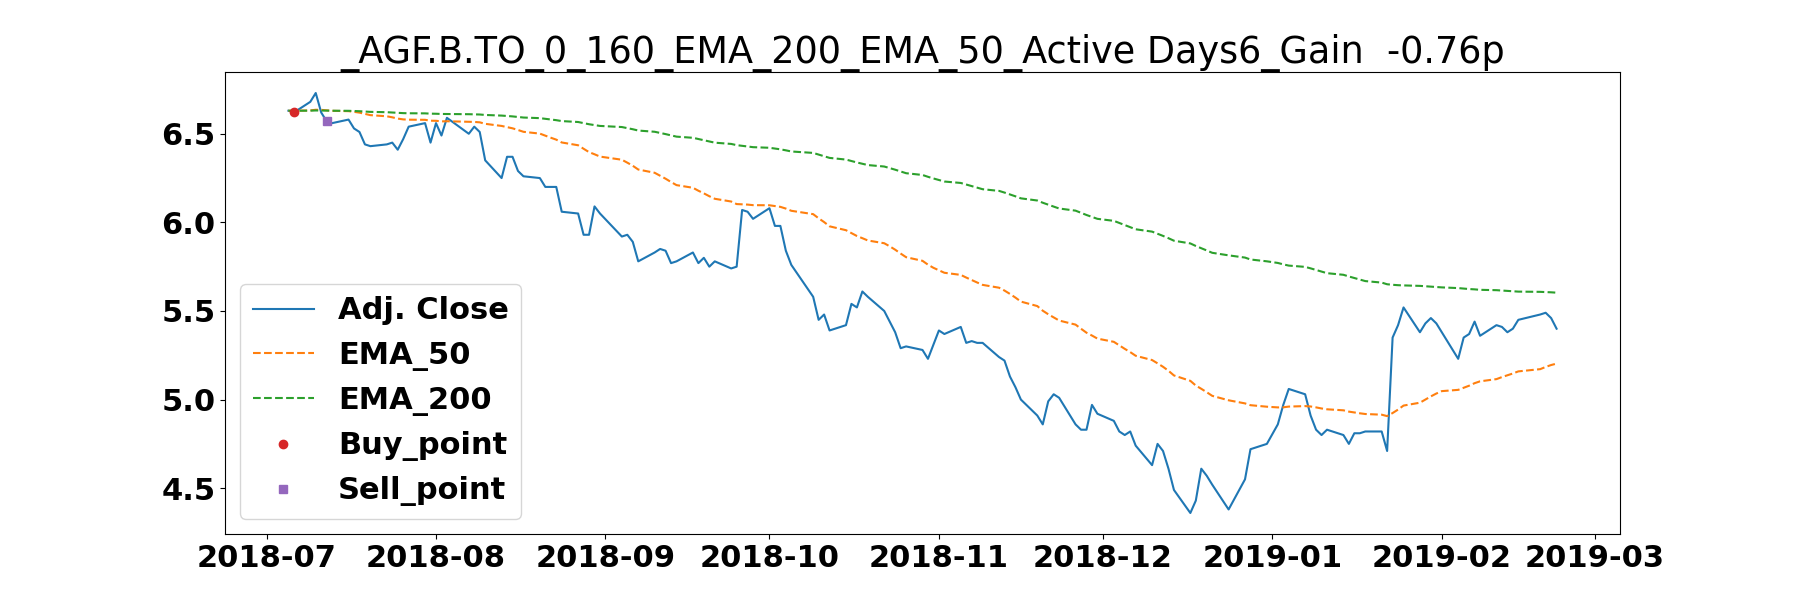 _AGF.B.TO_0_160_EMA_200_EMA_50_Active Days6_Gain  -0.76p
6.5
6.0
5.5
5.0
4.5
Adj. Close
EMA_50
EMA_200
Buy_point
Sell_point
2018-07 2018-08 2018-09 2018-10 2018-11 2018-12 2019-01 2019-02 2019-03